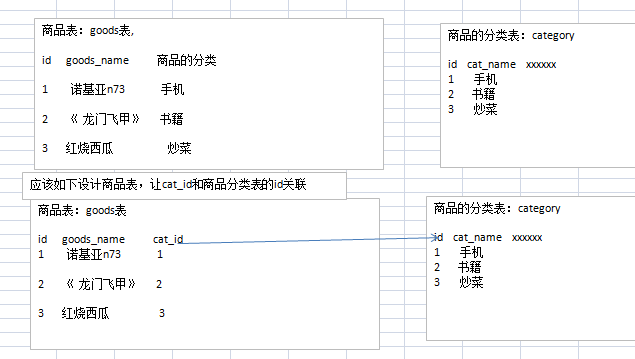 商品表：goods表,
id goods_name 商品的分类
1 诺基亚n73 手机
2 《 龙门飞甲》 书籍
3 红烧西瓜 炒菜
商品的分类表：category
id cat_name xxxxxx
1 手机
2 书籍
3 炒菜
应该如下设计商品表，让cat_id和商品分类表的id关联
商品表：goods表
id goods_name cat_id
1 诺基亚n73 1
2 《 龙门飞甲》 2
3 红烧西瓜 3
商品的分类表：category
id cat_name xxxxxx
1 手机
2 书籍
3 炒菜